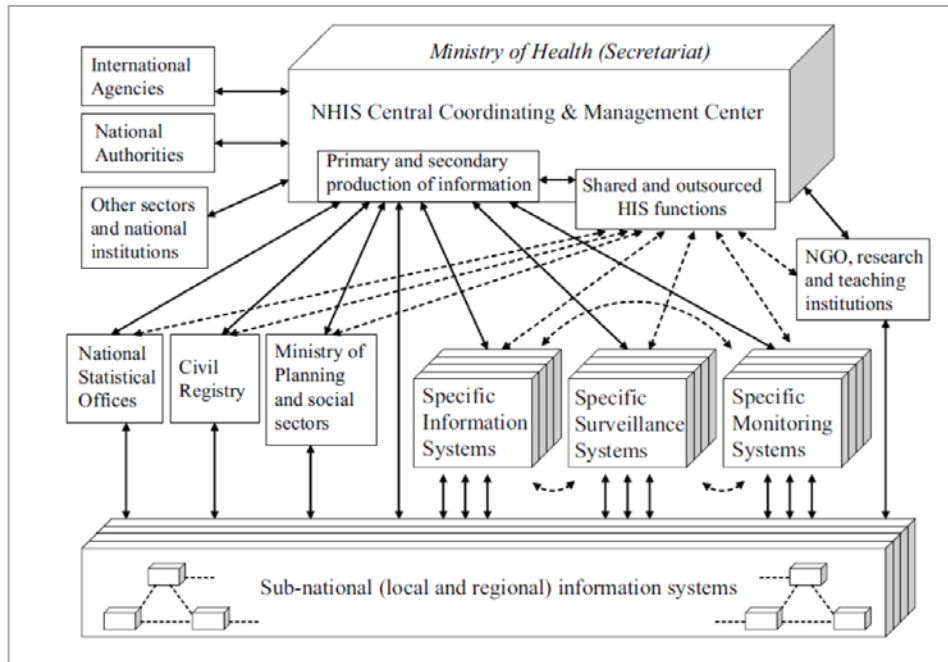 Ministry of Health (Secretariat)
International
Agencies
NHIS Central Coordinating & Management Center
National
Authorities
Primary and secondary
production of information
Shared and outsourced
HIS functions
Other sectors
and national
institutions
NGO, research
and teaching
institutions
National
Statistical
Offices
Civil
Registry
Ministry of
Planning
and social
sectors
Specific
Information
Systems
Specific
Surveillance
Systems
Specific
Monitoring
Systems
Sub-national (local and regional) information systems